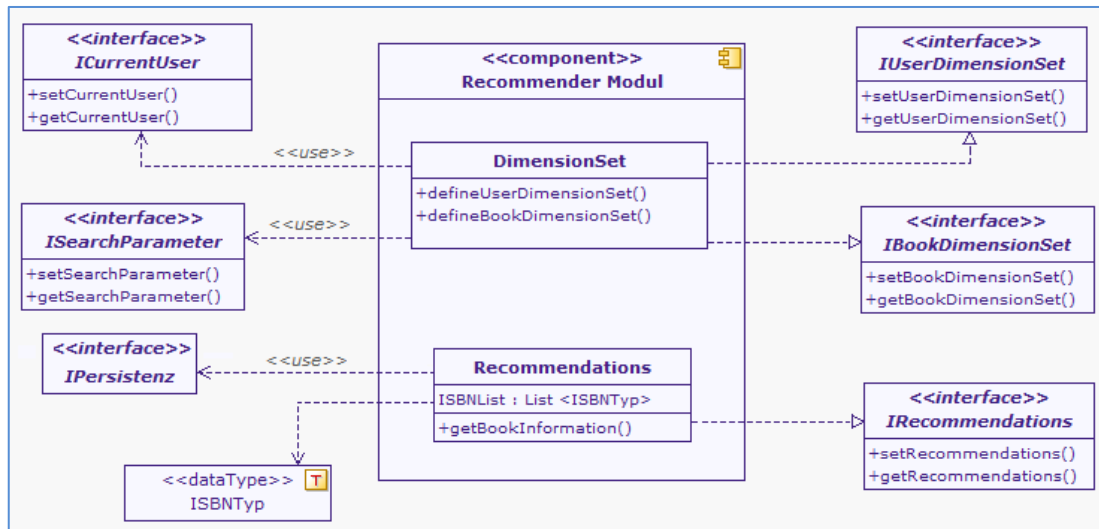 <<interface>>
ICurrentUser
+setCurrentUser()
+getCurrentUser()
<<component>>
Recommender Modul
<<interface>>
IUserDimensionSet
+setUserDimensionSet()
+getUserDimensionSet()
<<use>>
DimensionSet
+defineUserDimensionSet()
+defineBookDimensionSet()
<<interface>>
ISearchParameter
+setSearchParameter()
+getSearchParameter()
<<use>>
<<interface>>
IBookDimensionSet
+setBookDimensionSet()
+getBookDimensionSet()
<<interface>>
IPersistenz
<<use>>
Recommendations
ISBNList : List <ISBNTyp>
+getBookInformation()
<<interface>>
IRecommendations
+setRecommendations()
+getRecommendations()
<<dataType>> T
ISBNTyp